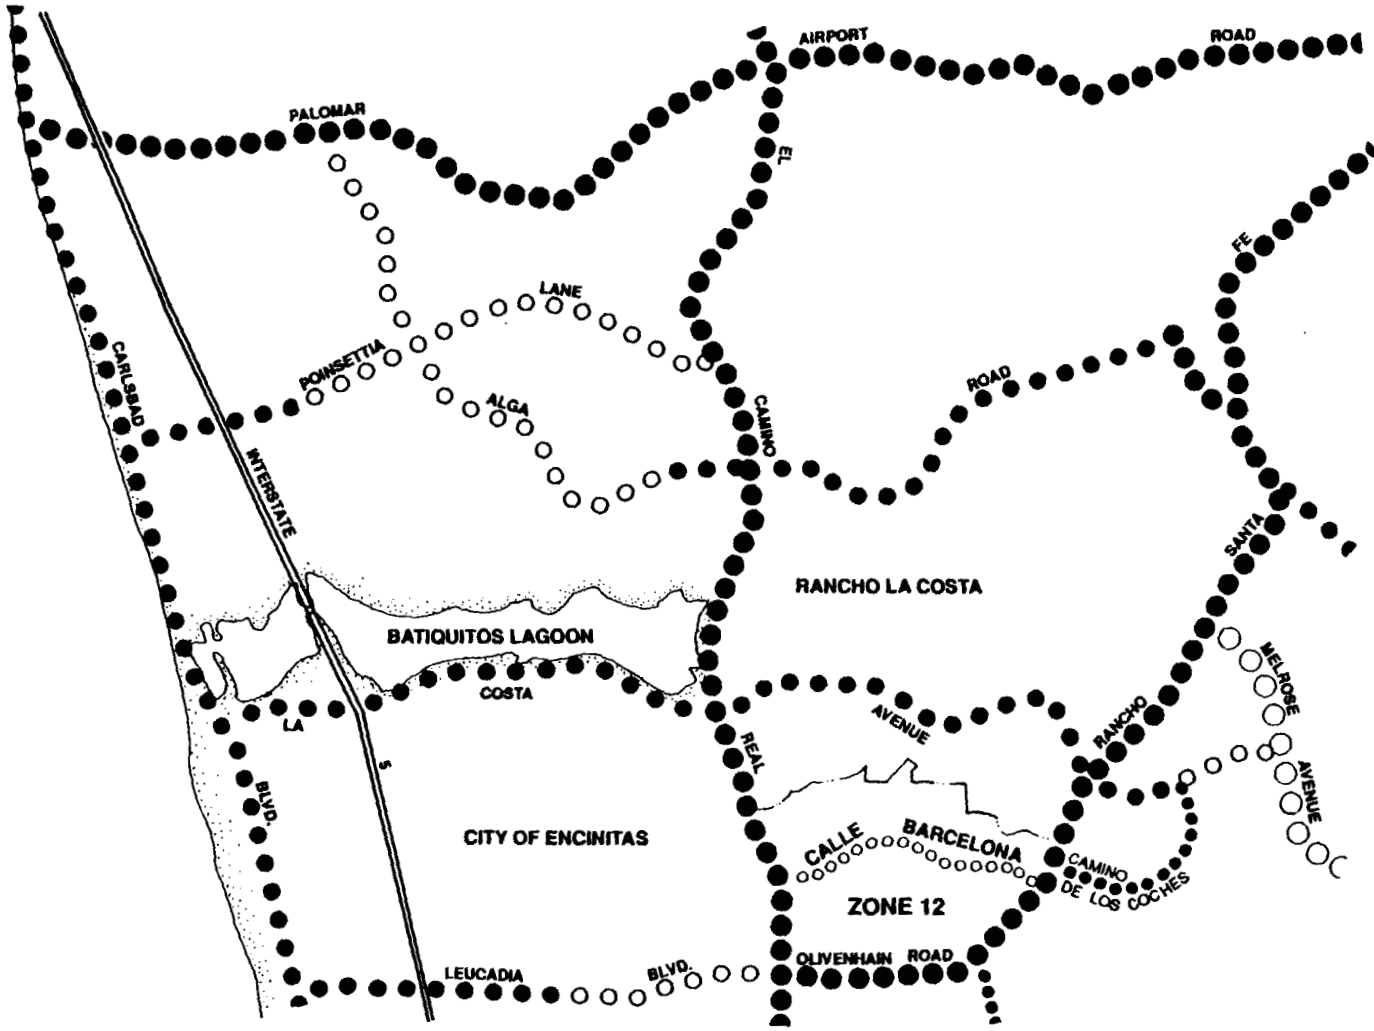 AIRPORT
ROAD
PALOMAR
EL
FE
LANE
POINSETTIA
CARLSBAD
ALGA
CAMINO
ROAD
INTERSTATE
SANTA
RANCHO LA COSTA
BATIQUITOS LAGOON
MELROSE
COSTA
LA
AVENUE
RANCHO
REAL
5
AVENUE
BLVD.
CITY OF ENCINITAS
CALLE
BARCELONA
CAMINO
DE LOS COCHES
ZONE 12
OLIVENHAIN ROAD
LEUCADIA
BLVD.